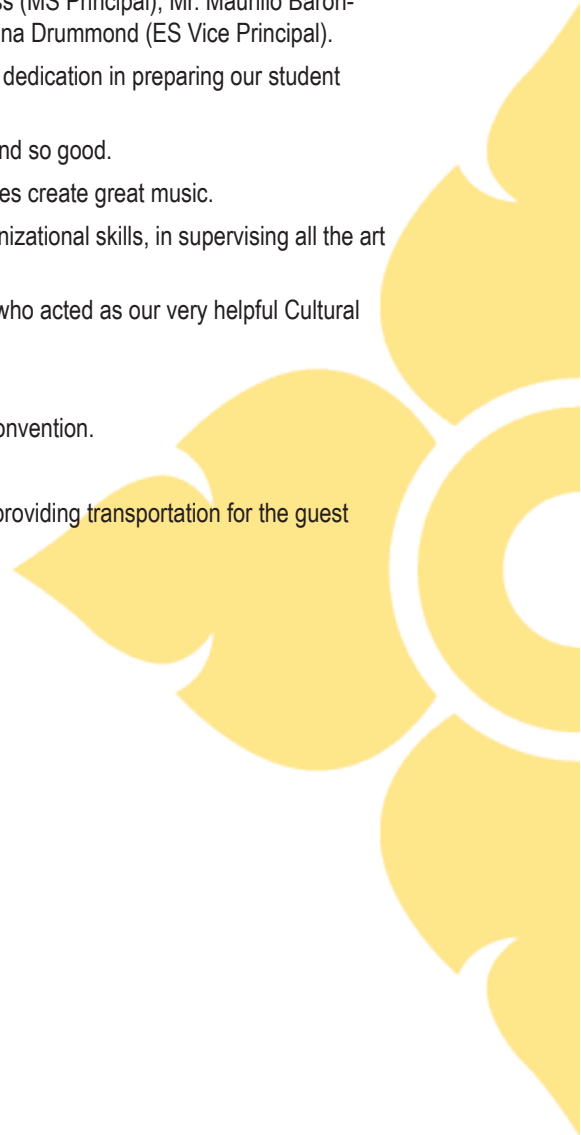 ss (MS Principal), Mr. Maurilio Baron-
na Drummond (ES Vice Principal).
dedication in preparing our student
nd so good.
es create great music.
nizational skills, in supervising all the art
who acted as our very helpful Cultural
onvention.
providing transportation for the guest